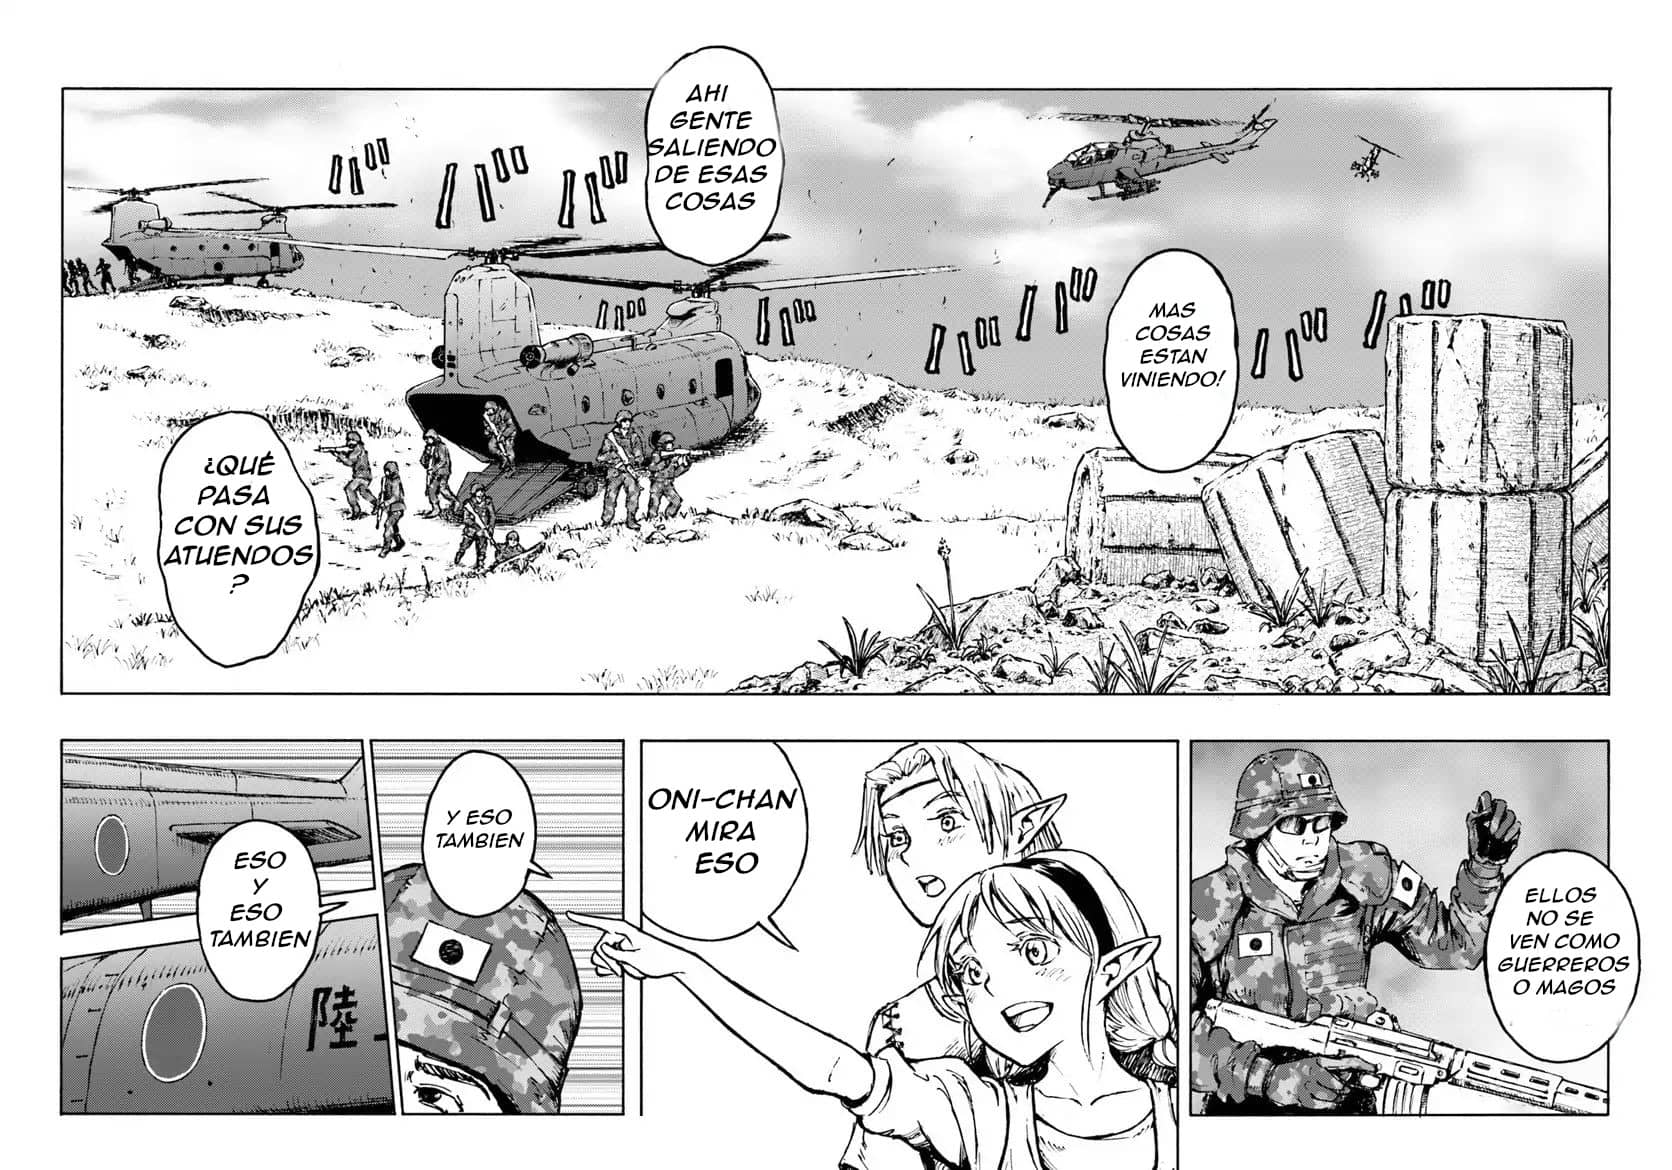 MAS
COSAS
ESTAN
VINIENDO!
AHI
GENTE
SALIENDO
DE ESAS
COSAS
¿QUÉ
PASA
CON SUS
ATUENDOS
?
ELLOS
NO SE
VEN COMO
GUERREROS
O MAGOS
ONI-CHAN
MIRA
ESO
Y ESO
TAMBIEN
ESO
Y
ESO
TAMBIEN
陸